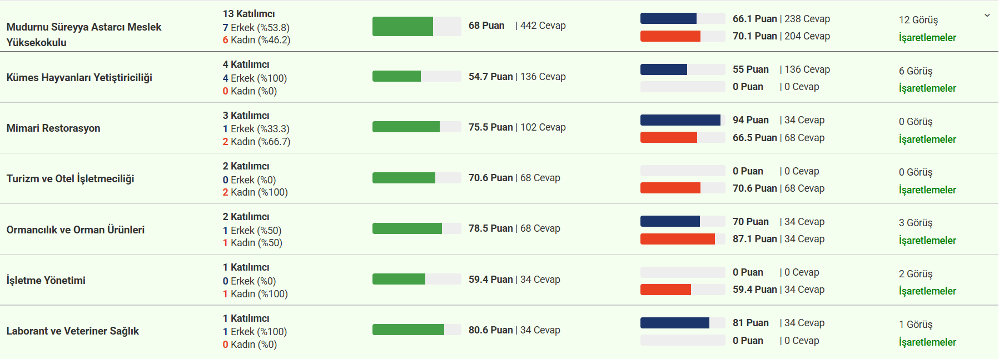 Mudurnu Süreyya Astarcı Meslek
Yüksekokulu
13 Katılımcı
7 Erkek (%53.8)
6 Kadın (%46.2)
68 Puan | 442 Cevap
66.1 Puan | 238 Cevap
70.1 Puan | 204 Cevap
12 Görüş
İşaretlemeler
Kümes Hayvanları Yetiştiriciliği
4 Katılımcı
4 Erkek (%100)
0 Kadın (%0)
54.7 Puan | 136 Cevap
55 Puan | 136 Cevap
0 Puan | 0 Cevap
6 Görüş
İşaretlemeler
Mimari Restorasyon
3 Katılımcı
1 Erkek (%33.3)
2 Kadın (%66.7)
75.5 Puan | 102 Cevap
94 Puan | 34 Cevap
66.5 Puan | 68 Cevap
0 Görüş
İşaretlemeler
Turizm ve Otel İşletmeciliği
2 Katılımcı
0 Erkek (%0)
2 Kadın (%100)
70.6 Puan | 68 Cevap
0 Puan | 0 Cevap
70.6 Puan | 68 Cevap
0 Görüş
İşaretlemeler
Ormancılık ve Orman Ürünleri
2 Katılımcı
1 Erkek (%50)
1 Kadın (%50)
78.5 Puan | 68 Cevap
70 Puan | 34 Cevap
87.1 Puan | 34 Cevap
3 Görüş
İşaretlemeler
İşletme Yönetimi
1 Katılımcı
0 Erkek (%0)
1 Kadın (%100)
59.4 Puan | 34 Cevap
0 Puan | 0 Cevap
59.4 Puan | 34 Cevap
2 Görüş
İşaretlemeler
Laborant ve Veteriner Sağlık
1 Katılımcı
1 Erkek (%100)
0 Kadın (%0)
80.6 Puan | 34 Cevap
81 Puan | 34 Cevap
0 Puan | 0 Cevap
1 Görüş
İşaretlemeler